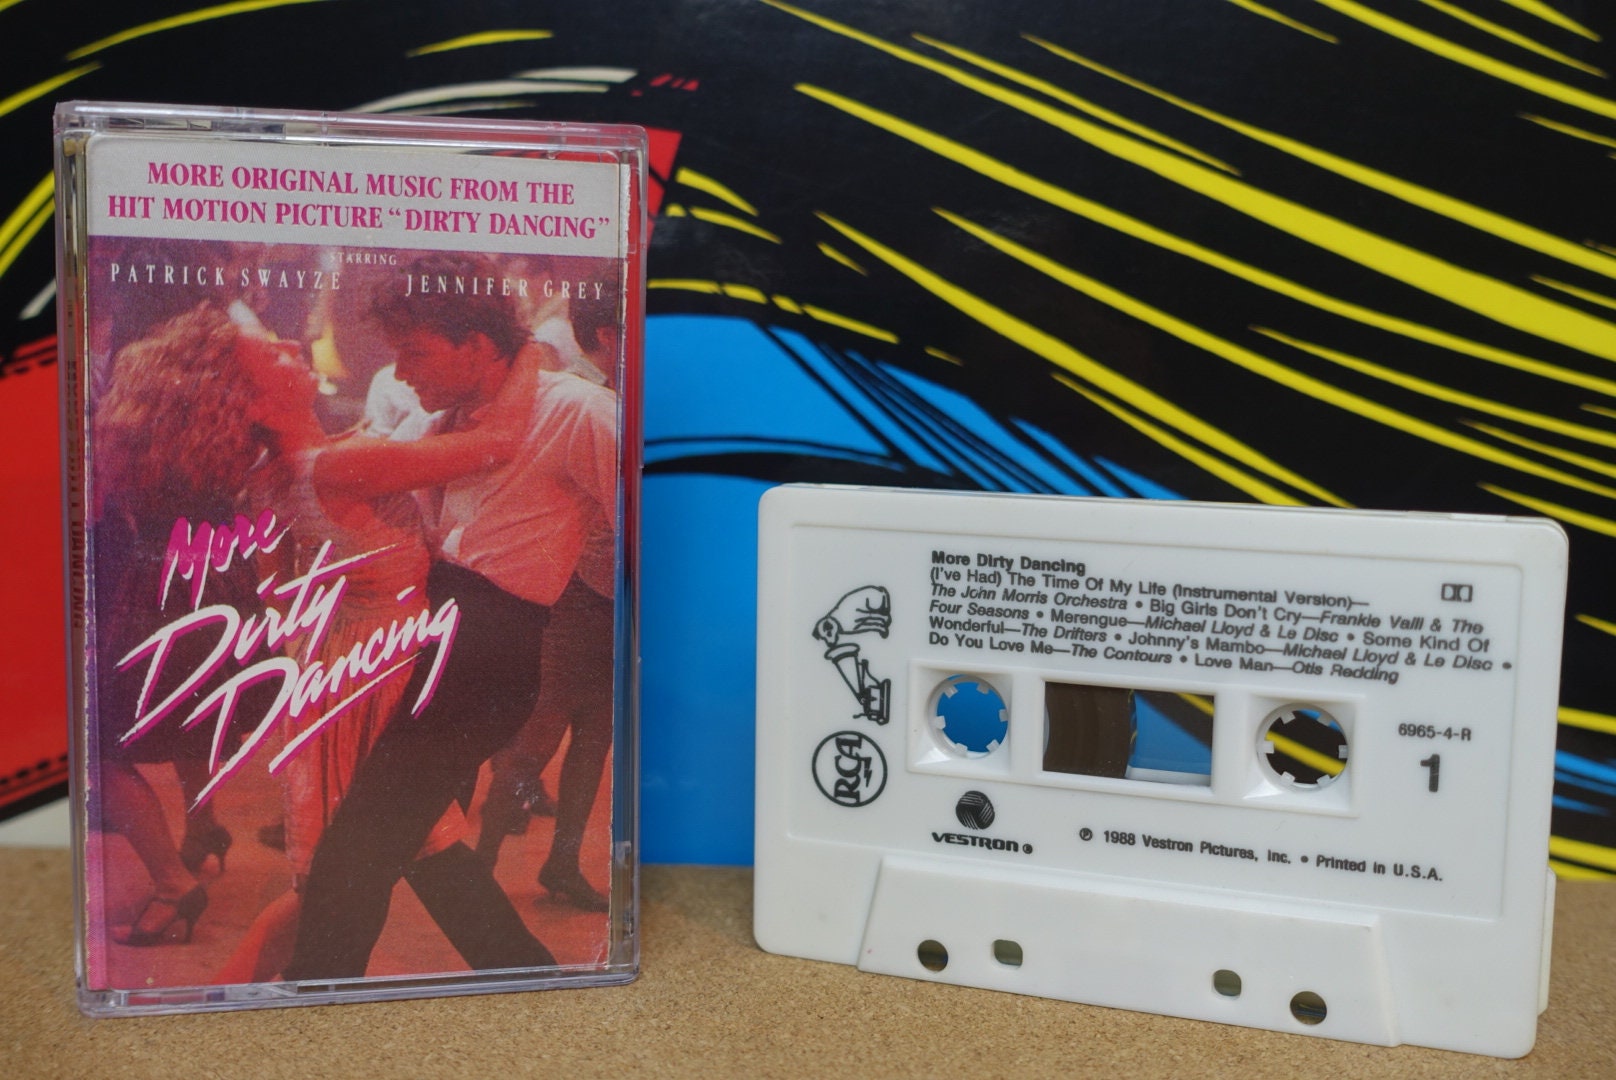 MORE ORIGINAL MUSIC FROM THE
HIT MOTION PICTURE “DIRTY DANCING”
STARRING
PATRICK SWAYZE JENNIFER GREY
More
Dirty
Dancing
More Dirty Dancing
(I've Had) The Time Of My Life (Instrumental Version)—
The John Morris Orchestra • Big Girls Don't Cry—Frankie Valli & The
Four Seasons • Merengue—Michael Lloyd & Le Disc • Some Kind Of
Wonderful—The Drifters • Johnny's Mambo—Michael Lloyd & Le Disc •
Do You Love Me—The Contours • Love Man—Otis Redding
RCA
6965-4-R
1
VESTRON®
℗ 1988 Vestron Pictures, Inc. • Printed in U.S.A.